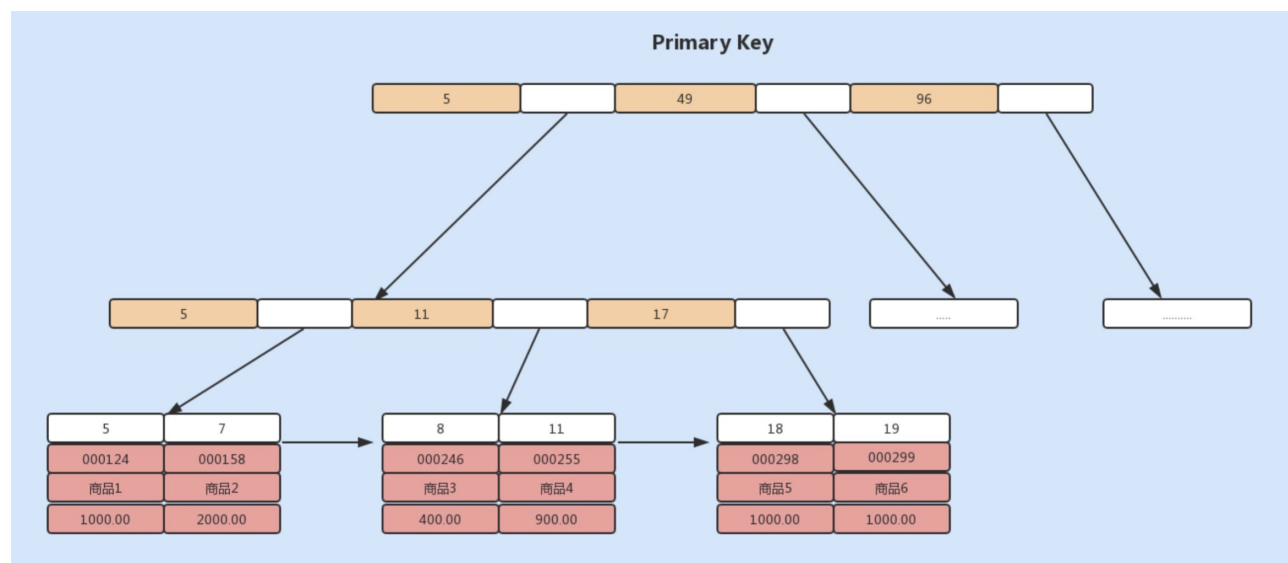 Primary Key
5 49 96
5 11 17 ..... ..........
5 7 8 11 18 19
000124 000158 000246 000255 000298 000299
商品1 商品2 商品3 商品4 商品5 商品6
1000.00 2000.00 400.00 900.00 1000.00 1000.00